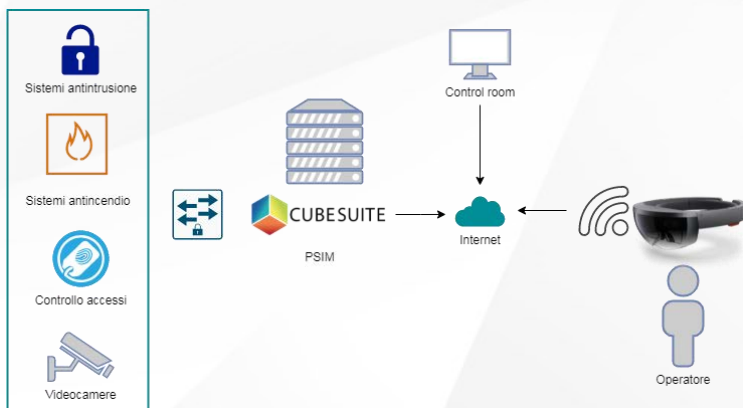 Sistemi antintrusione
Sistemi antincendio
Controllo accessi
Videocamere
CUBESUITE
PSIM
Control room
Internet
Operatore